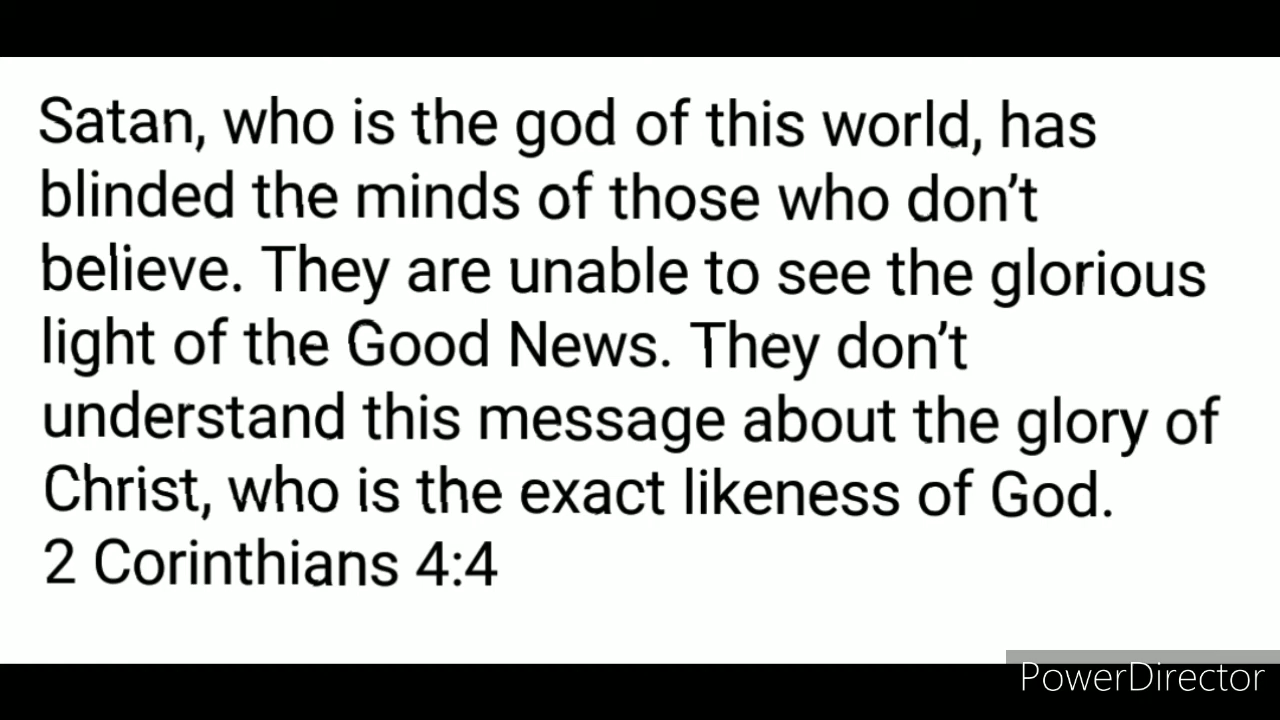 Satan, who is the god of this world, has
blinded the minds of those who don’t
believe. They are unable to see the glorious
light of the Good News. They don’t
understand this message about the glory of
Christ, who is the exact likeness of God.
2 Corinthians 4:4
PowerDirector